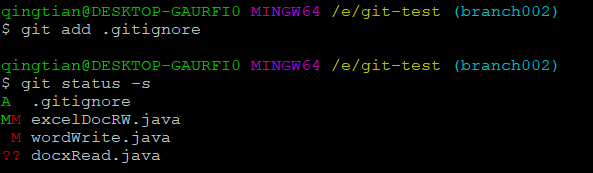 qingtian@DESKTOP-GAURFI0 MINGW64 /e/git-test (branch002)
$ git add .gitignore
qingtian@DESKTOP-GAURFI0 MINGW64 /e/git-test (branch002)
$ git status -s
A  .gitignore
MM excelDocRW.java
 M wordWrite.java
?? docxRead.java